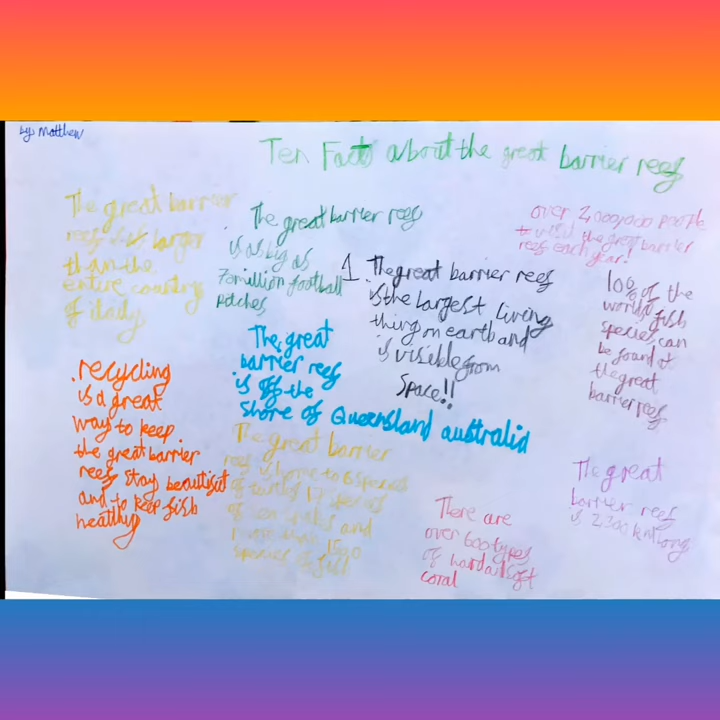 By Matthew
Ten Facts about the great barrier reef
The great barrier
reef is larger
than the
entire country
of italy
The great barrier reef
is as big as
70 million football
pitches
over 2,000,000 people
visit the great barrier
reef each year!
1 The great barrier reef
is the largest living
thing on earth and
is visible from
space!!
10% of the
world's fish
species can
be found at
the great
barrier reef
The great
barrier reef
is off the
shore of Queensland australia
.recycling
is a great
way to keep
the great barrier
reef stay beautiful
and to keep fish
healthy
The great barrier
reef is home to 6 species
of turtles 17 species
of sea and
more than 1500
species of fish
There are
over 600 types
of hard and soft
coral
The great
barrier reef
is 2300 km long